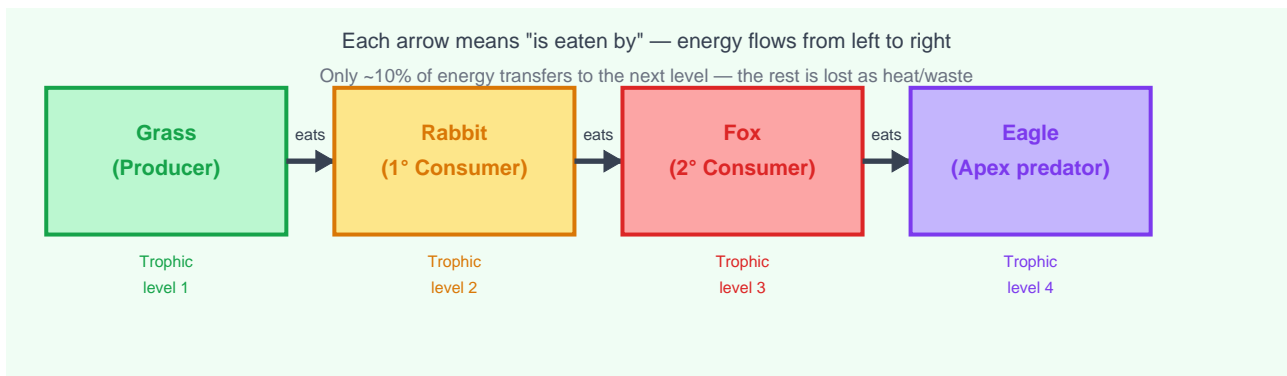 Each arrow means "is eaten by" — energy flows from left to right
Only ~10% of energy transfers to the next level — the rest is lost as heat/waste
Grass
(Producer)
eats
Rabbit
(1° Consumer)
eats
Fox
(2° Consumer)
eats
Eagle
(Apex predator)
Trophic
level 1
Trophic
level 2
Trophic
level 3
Trophic
level 4